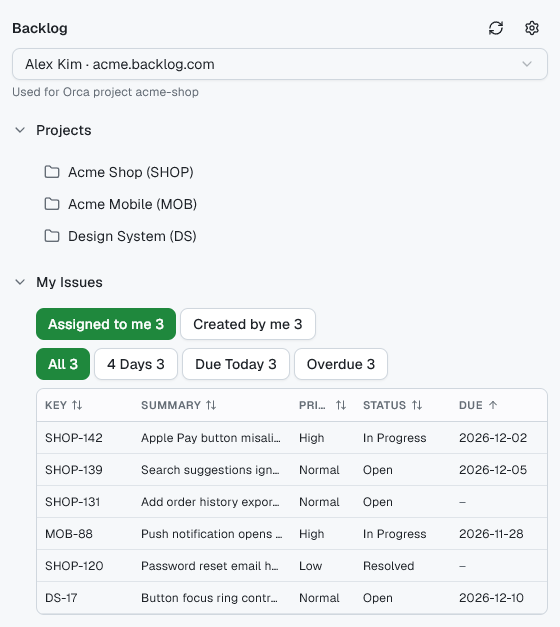 Backlog
Alex Kim · acme.backlog.com
Used for Orca project acme-shop
Projects
Acme Shop (SHOP)
Acme Mobile (MOB)
Design System (DS)
My Issues
Assigned to me 3 Created by me 3
All 3 4 Days 3 Due Today 3 Overdue 3
KEY SUMMARY PRI... STATUS DUE
SHOP-142 Apple Pay button misali... High In Progress 2026-12-02
SHOP-139 Search suggestions ign... Normal Open 2026-12-05
SHOP-131 Add order history expor... Normal Open –
MOB-88 Push notification opens ... High In Progress 2026-11-28
SHOP-120 Password reset email h... Low Resolved –
DS-17 Button focus ring contr... Normal Open 2026-12-10